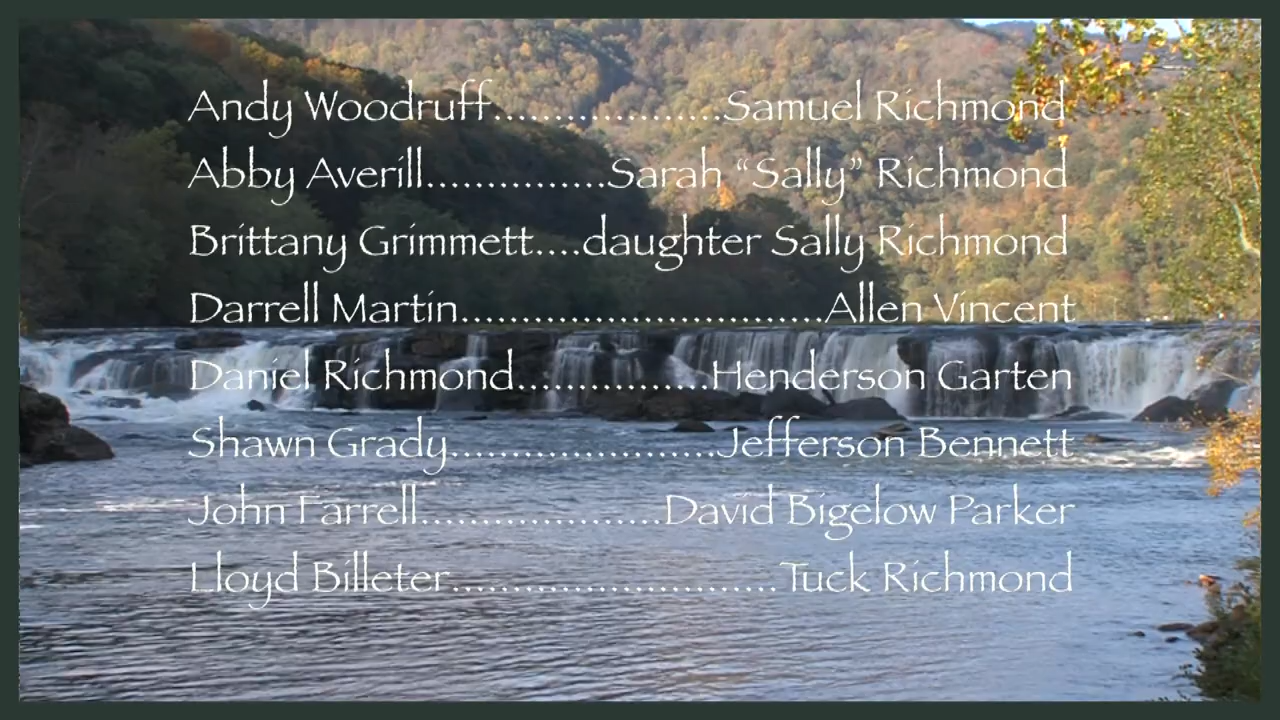 Andy Woodruff...................Samuel Richmond
Abby Averill...............Sarah “Sally” Richmond
Brittany Grimmett....daughter Sally Richmond
Darrell Martin..............................Allen Vincent
Daniel Richmond................Henderson Garten
Shawn Grady......................Jefferson Bennett
John Farrell....................David Bigelow Parker
Lloyd Billeter...........................Tuck Richmond